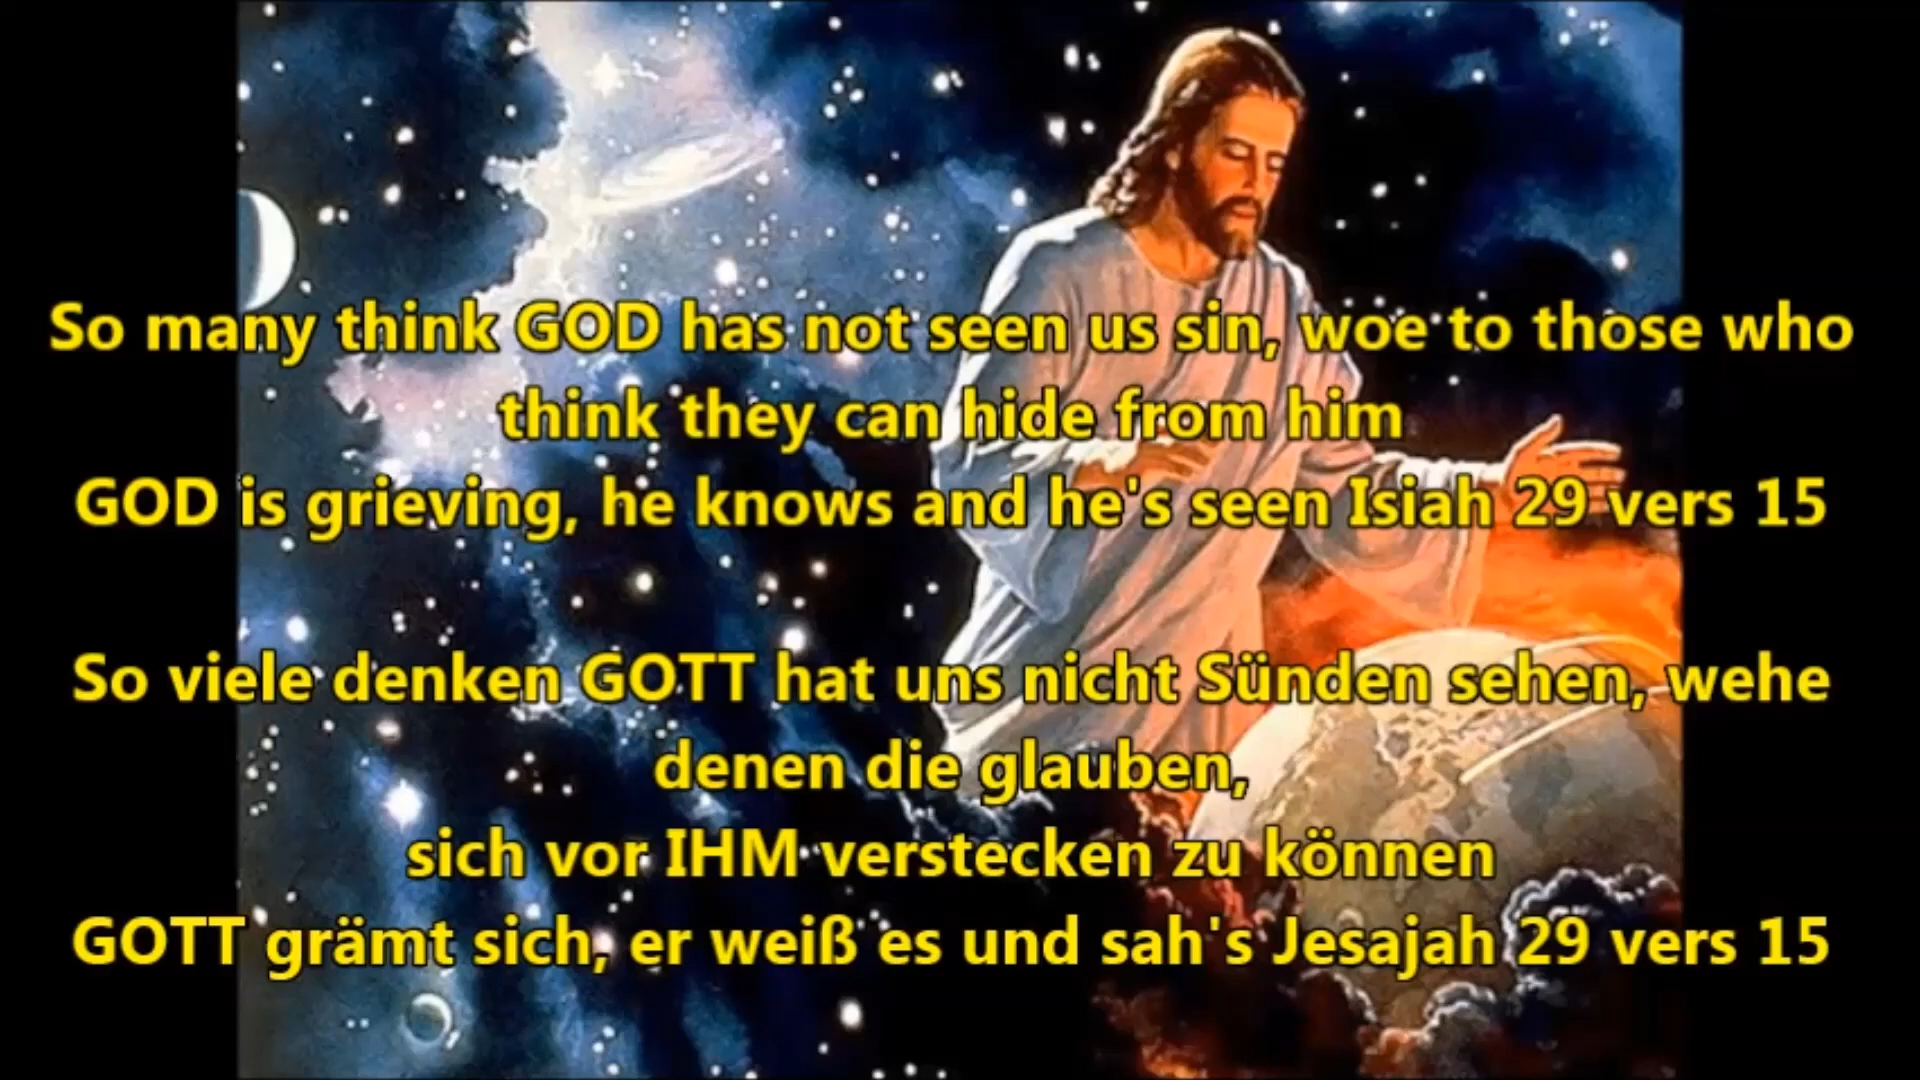 So many think GOD has not seen us sin, woe to those who
think they can hide from him
GOD is grieving, he knows and he's seen Isiah 29 vers 15
So viele denken GOTT hat uns nicht Sünden sehen, wehe
denen die glauben,
sich vor IHM verstecken zu können
GOTT grämt sich, er weiß es und sah's Jesajah 29 vers 15